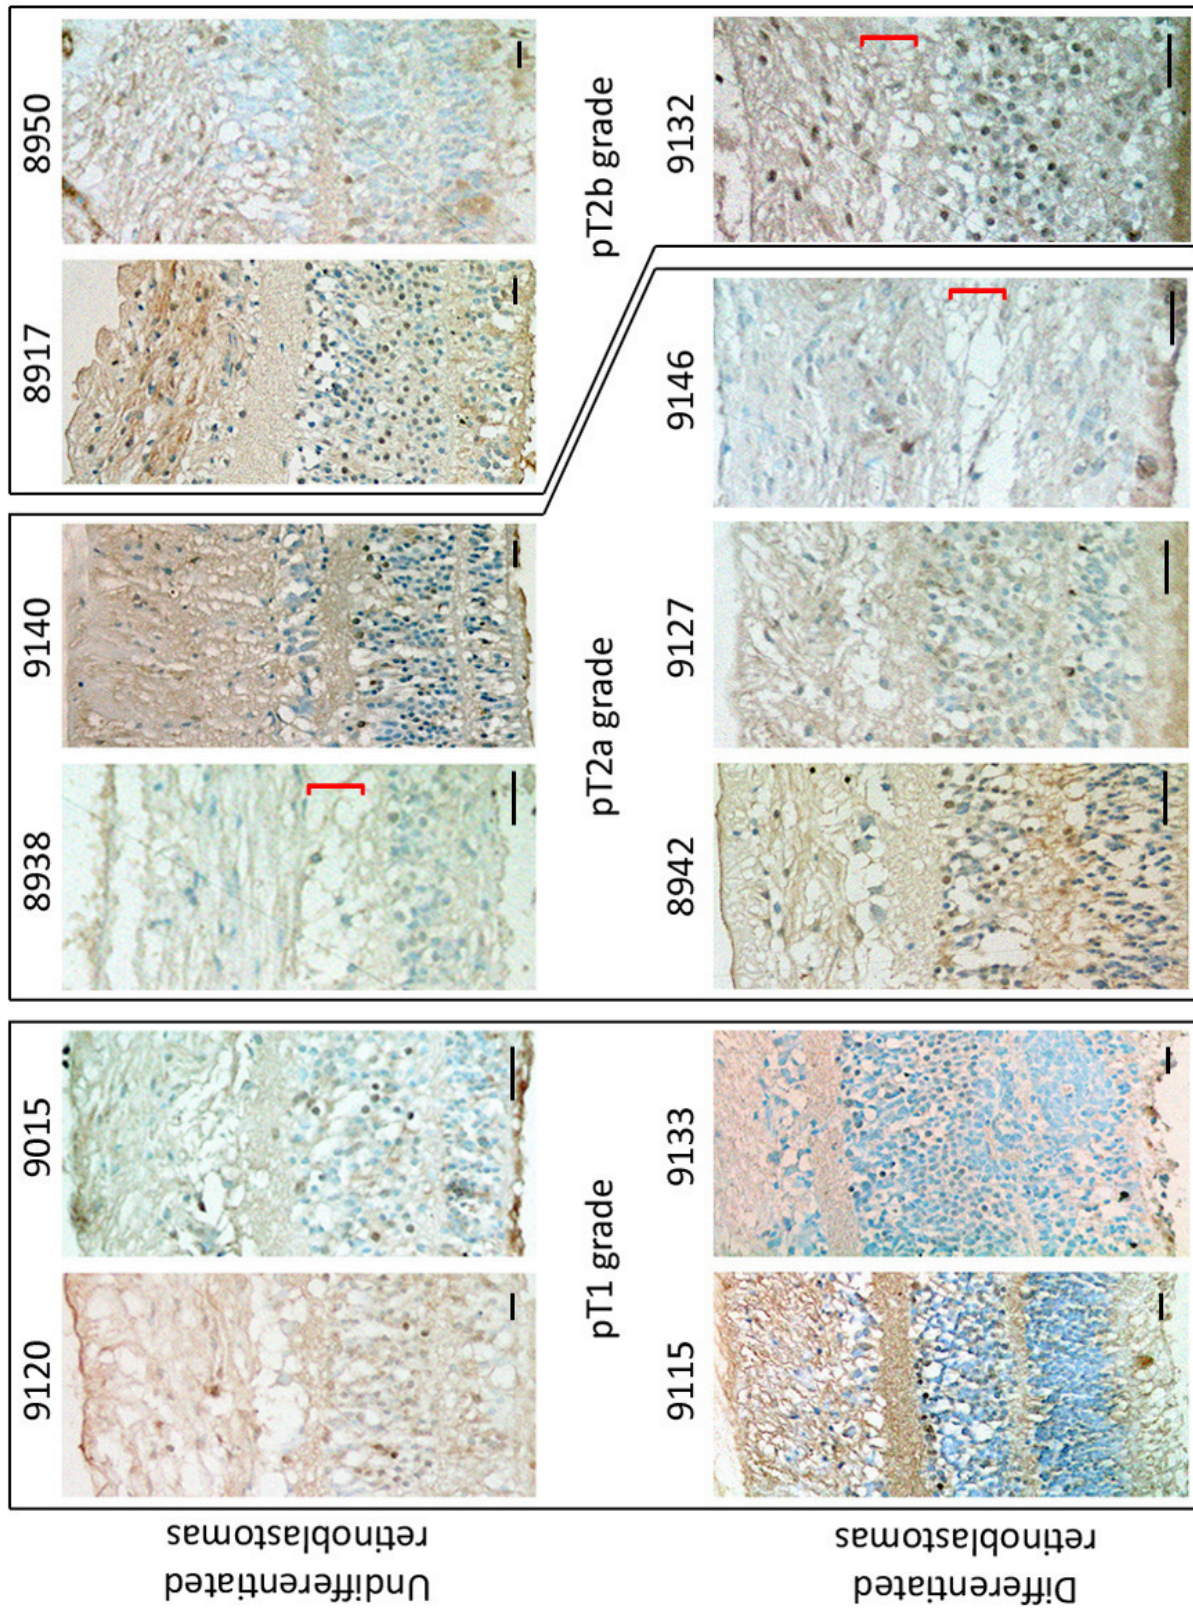 Undifferentiated
retinoblastomas
9120
9015
8938
9140
8917
8950
pT1 grade
pT2a grade
pT2b grade
Differentiated
retinoblastomas
9115
9133
8942
9127
9146
9132